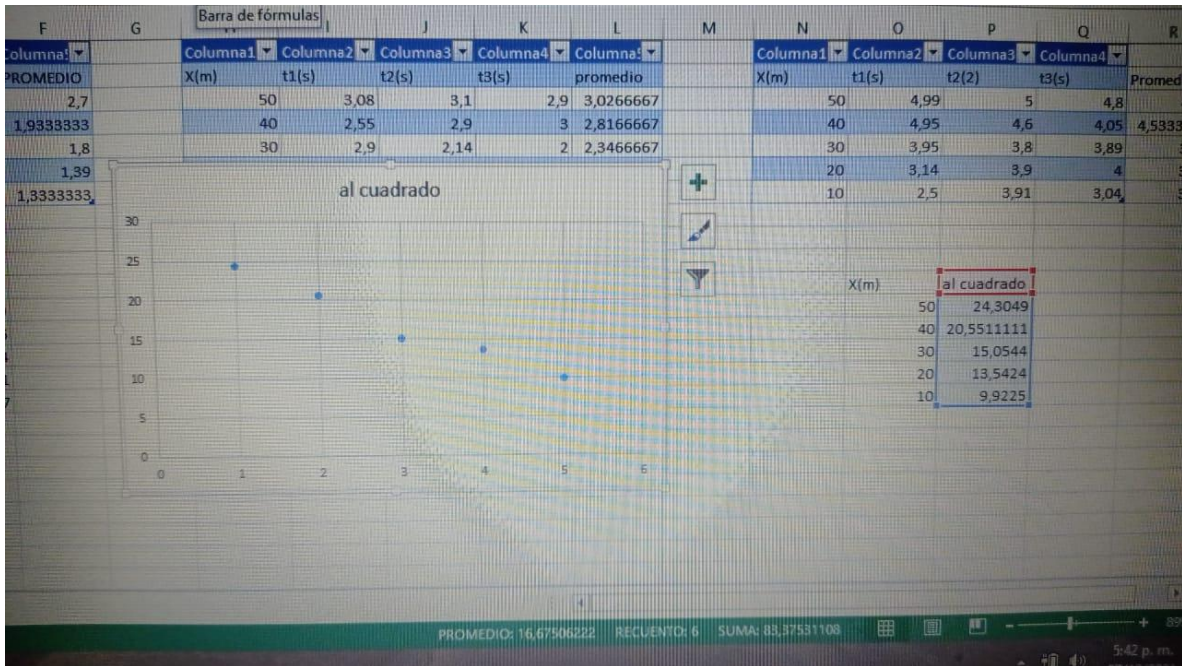 Barra de fórmulas
F G I J K L M N O P Q R
Columna1 Columna2 Columna3 Columna4 Columna1 Columna2 Columna3 Columna4
PROMEDIO X(m) t1(s) t2(s) t3(s) promedio X(m) t1(s) t2(2) t3(s) Promed
2,7 50 3,08 3,1 2,9 3,0266667 50 4,99 5 4,8
1,9333333 40 2,55 2,9 3 2,8166667 40 4,95 4,6 4,05 4,5333
1,8 30 2,9 2,14 2 2,3466667 30 3,95 3,8 3,89
1,39 20 3,14 3,9 4
1,3333333 10 2,5 3,91 3,04
al cuadrado
30
25
20
15
10
5
0
0 1 2 3 4 5 6
X(m) al cuadrado
50 24,3049
40 20,5511111
30 15,0544
20 13,5424
10 9,9225
PROMEDIO: 16,67506222 RECUENTO: 6 SUMA: 83,37531108
5:42 p. m.